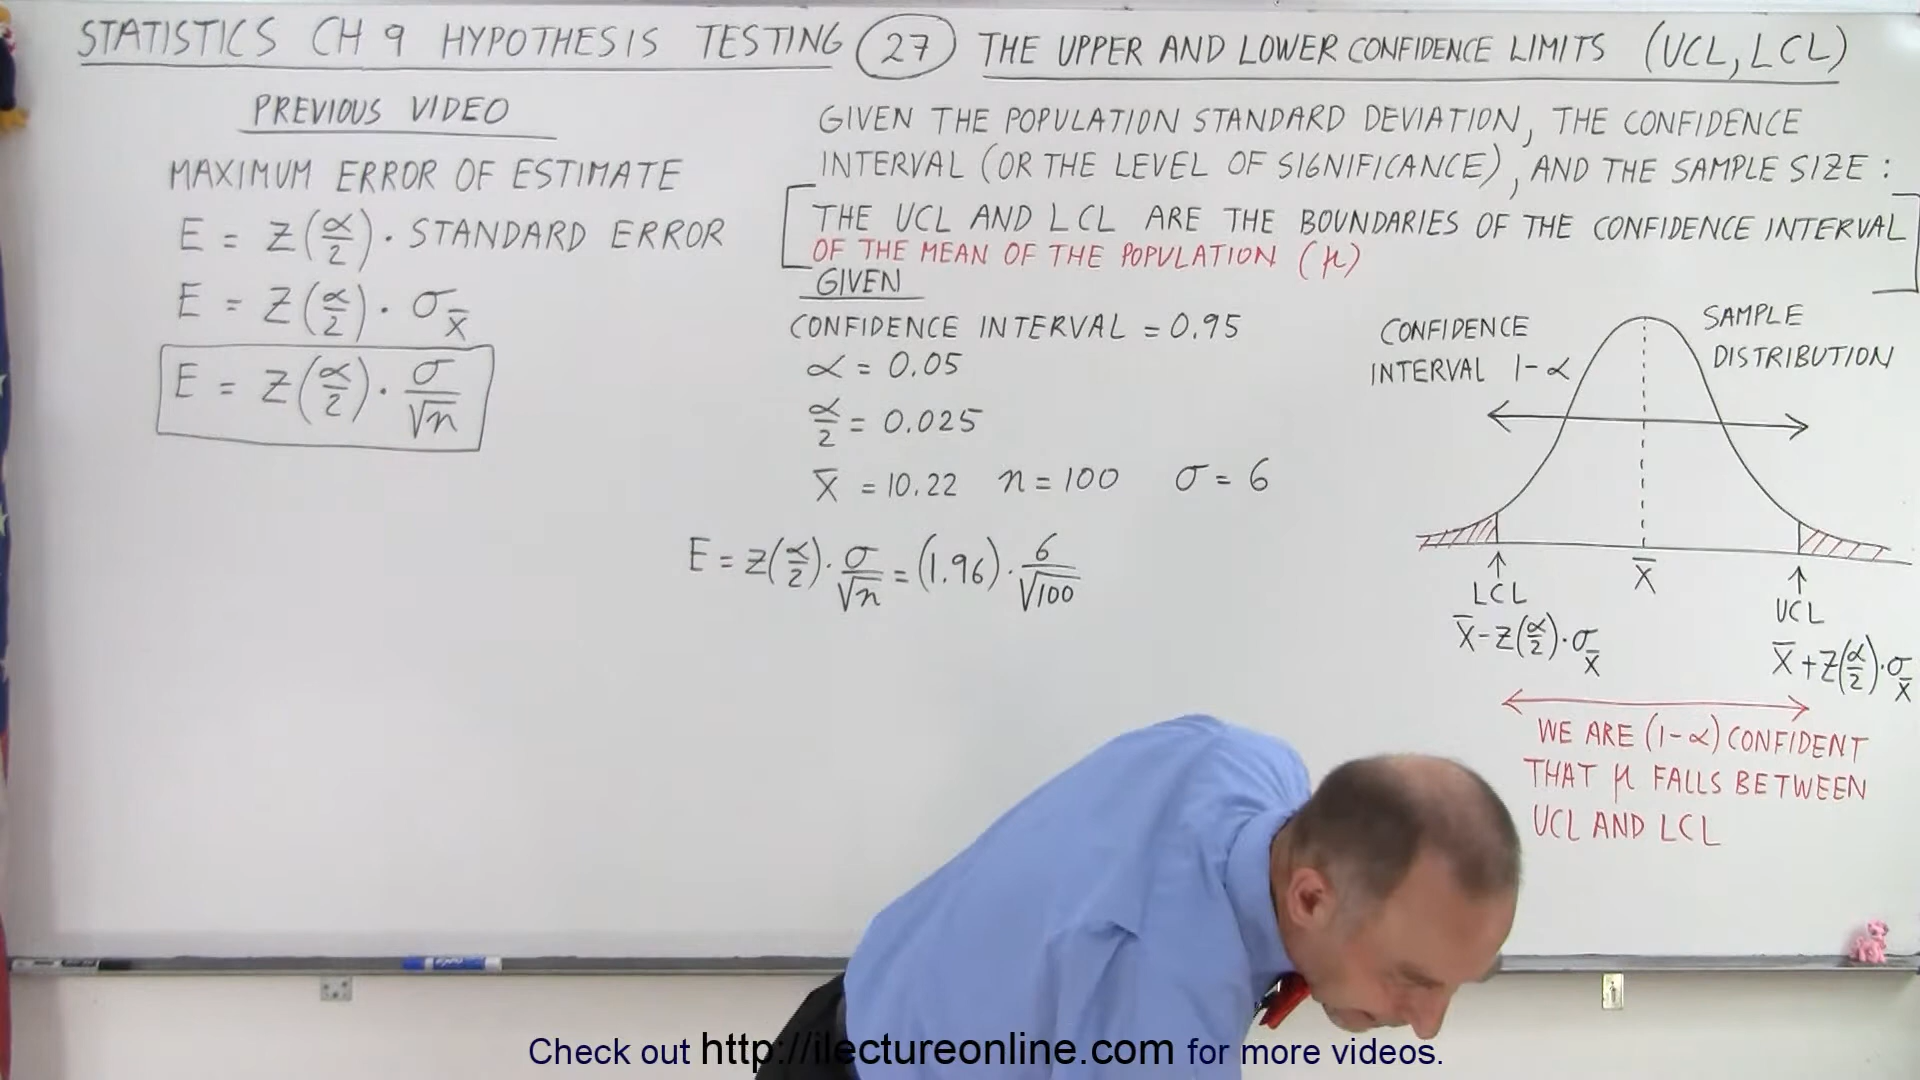 STATISTICS CH 9 HYPOTHESIS TESTING 27 THE UPPER AND LOWER CONFIDENCE LIMITS (UCL, LCL)
PREVIOUS VIDEO
MAXIMUM ERROR OF ESTIMATE
E = Z(α/2) · STANDARD ERROR
E = Z(α/2) · σx̄
E = Z(α/2) · σ/√n
GIVEN THE POPULATION STANDARD DEVIATION, THE CONFIDENCE
INTERVAL (OR THE LEVEL OF SIGNIFICANCE), AND THE SAMPLE SIZE :
THE UCL AND LCL ARE THE BOUNDARIES OF THE CONFIDENCE INTERVAL
OF THE MEAN OF THE POPULATION (μ)
GIVEN
CONFIDENCE INTERVAL = 0.95
α = 0.05
α/2 = 0.025
x̄ = 10.22 n = 100 σ = 6
E = Z(α/2) · σ/√n = (1.96) · 6/√100
CONFIDENCE
INTERVAL 1-α
SAMPLE
DISTRIBUTION
LCL
x̄ - Z(α/2) · σx̄
x̄
UCL
x̄ + Z(α/2) · σx̄
WE ARE (1-α) CONFIDENT
THAT μ FALLS BETWEEN
UCL AND LCL
Check out http://ilectureonline.com for more videos.